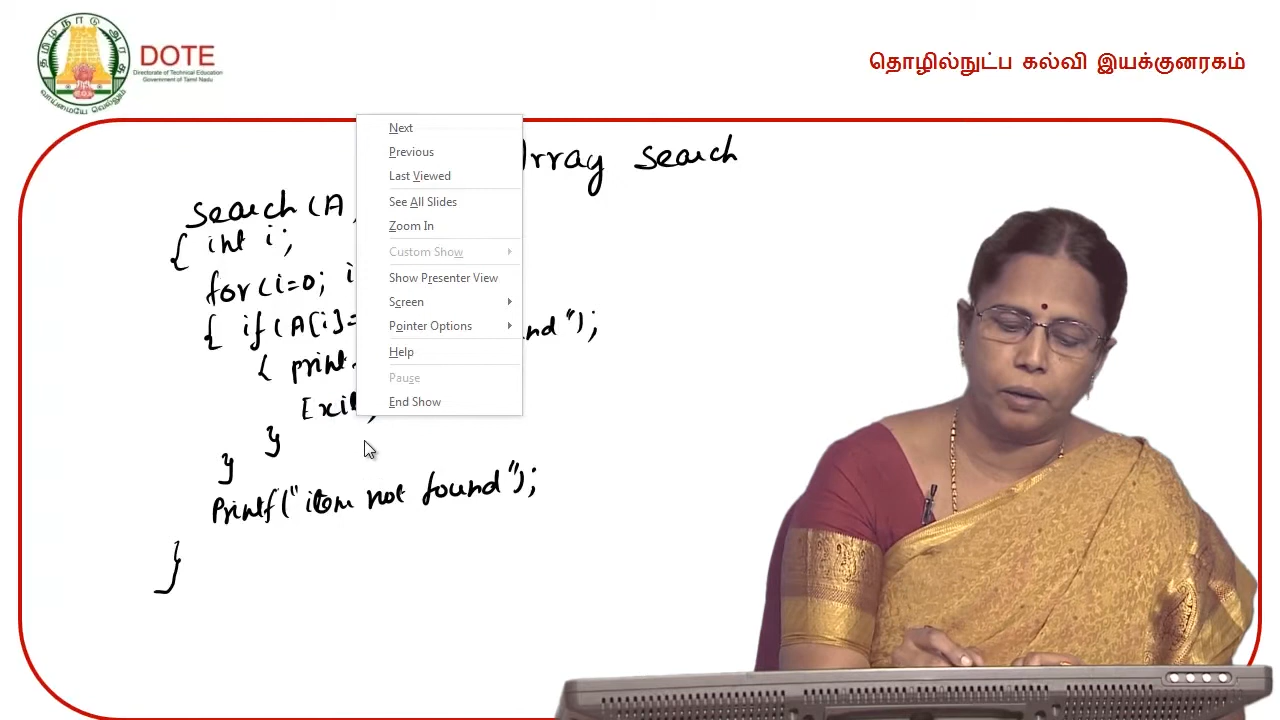 DOTE
Directorate of Technical Education
Government of Tamil Nadu
தொழில்நுட்ப கல்வி இயக்குனரகம்
Array search
search (A,
{ int i;
for (i=0; i
{ if (A[i]=
{ print
nd");
Exit;
}
}
Printf("item not found");
}
Next
Previous
Last Viewed
See All Slides
Zoom In
Custom Show
Show Presenter View
Screen
Pointer Options
Help
Pause
End Show